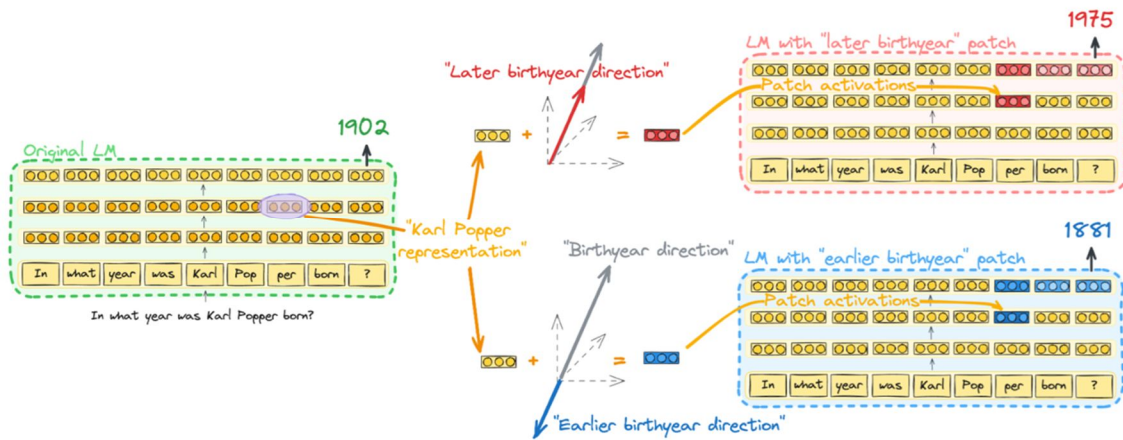 Original LM
1902
In what year was Karl Pop per born ?
In what year was Karl Popper born?
"Karl Popper
representation"
"Later birthyear direction"
+
=
1975
LM with "later birthyear" patch
Patch activations
In what year was Karl Pop per born ?
"Birthyear direction"
+
=
"Earlier birthyear direction"
1881
LM with "earlier birthyear" patch
Patch activations
In what year was Karl Pop per born ?